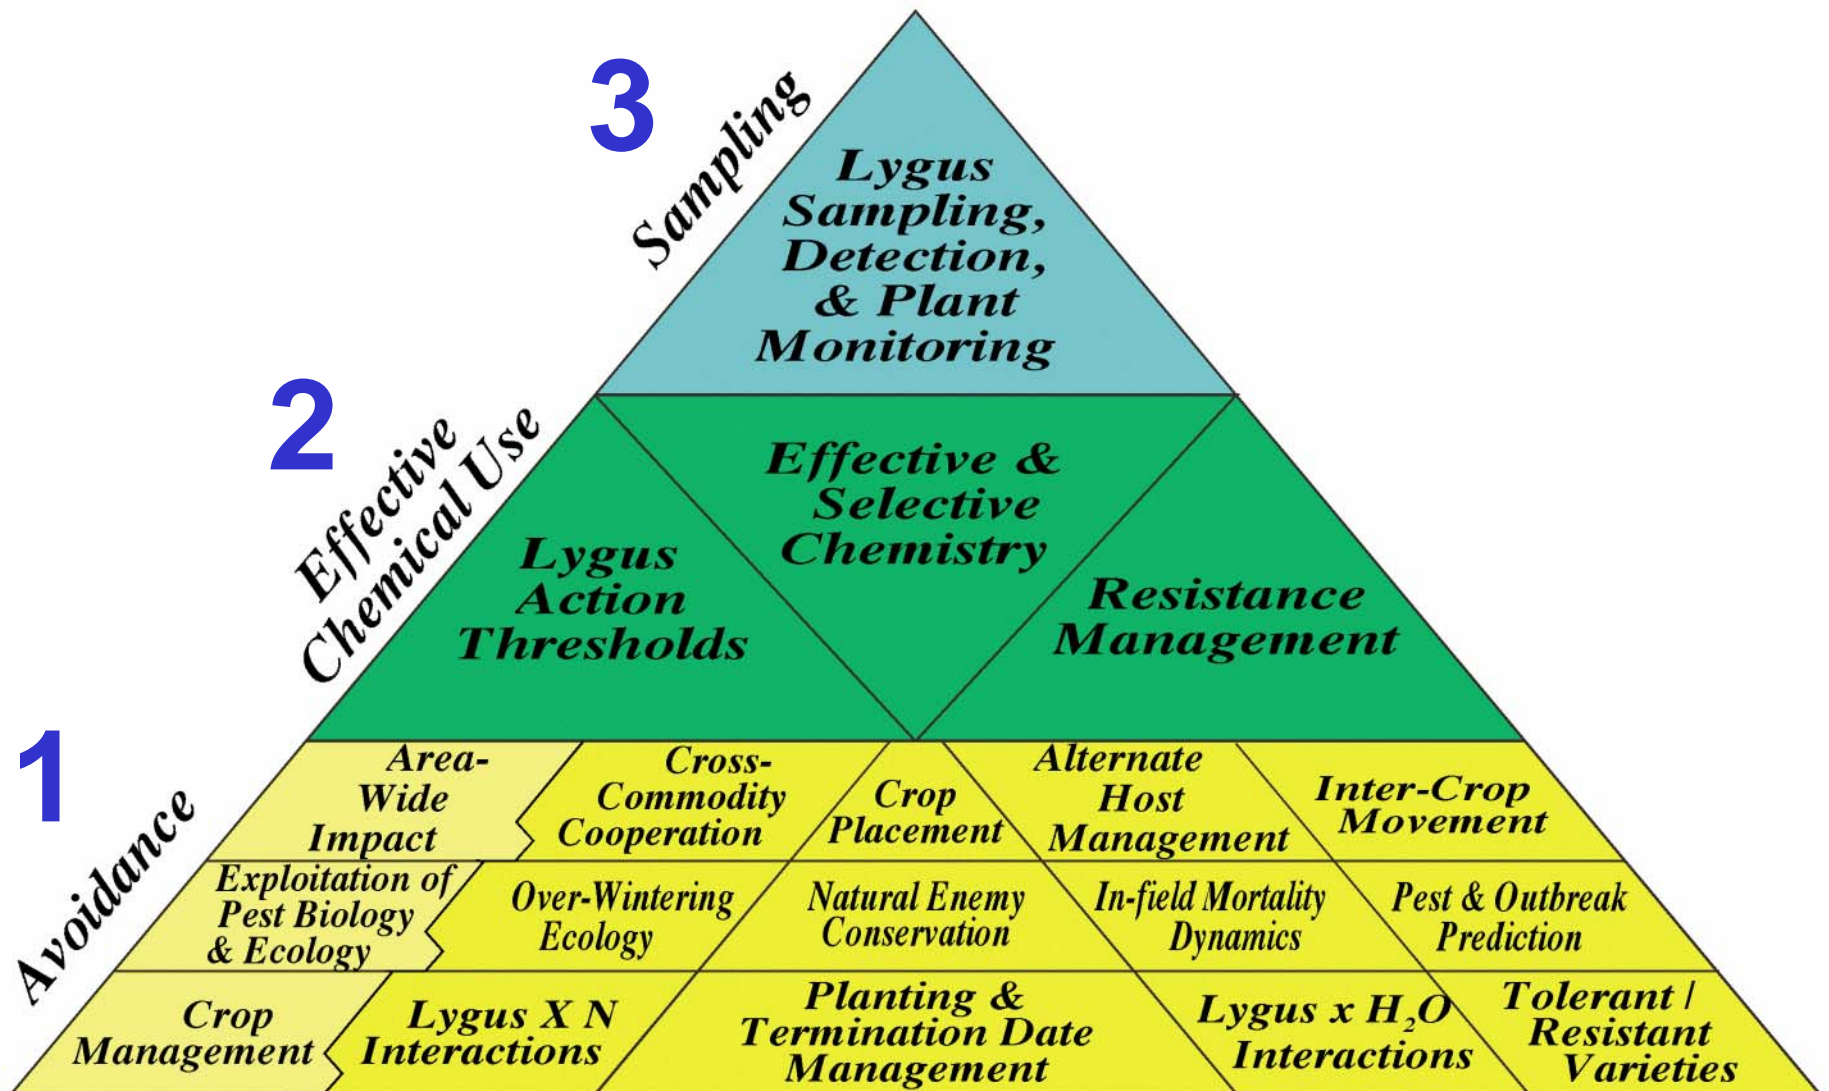 3
Sampling
Lygus
Sampling,
Detection,
& Plant
Monitoring
2
Effective
Chemical Use
Lygus
Action
Thresholds
Effective &
Selective
Chemistry
Resistance
Management
1
Avoidance
Area-
Wide
Impact
Cross-
Commodity
Cooperation
Crop
Placement
Alternate
Host
Management
Inter-Crop
Movement
Exploitation of
Pest Biology
& Ecology
Over-Wintering
Ecology
Natural Enemy
Conservation
In-field Mortality
Dynamics
Pest & Outbreak
Prediction
Crop
Management
Lygus X N
Interactions
Planting &
Termination Date
Management
Lygus x H₂O
Interactions
Tolerant /
Resistant
Varieties